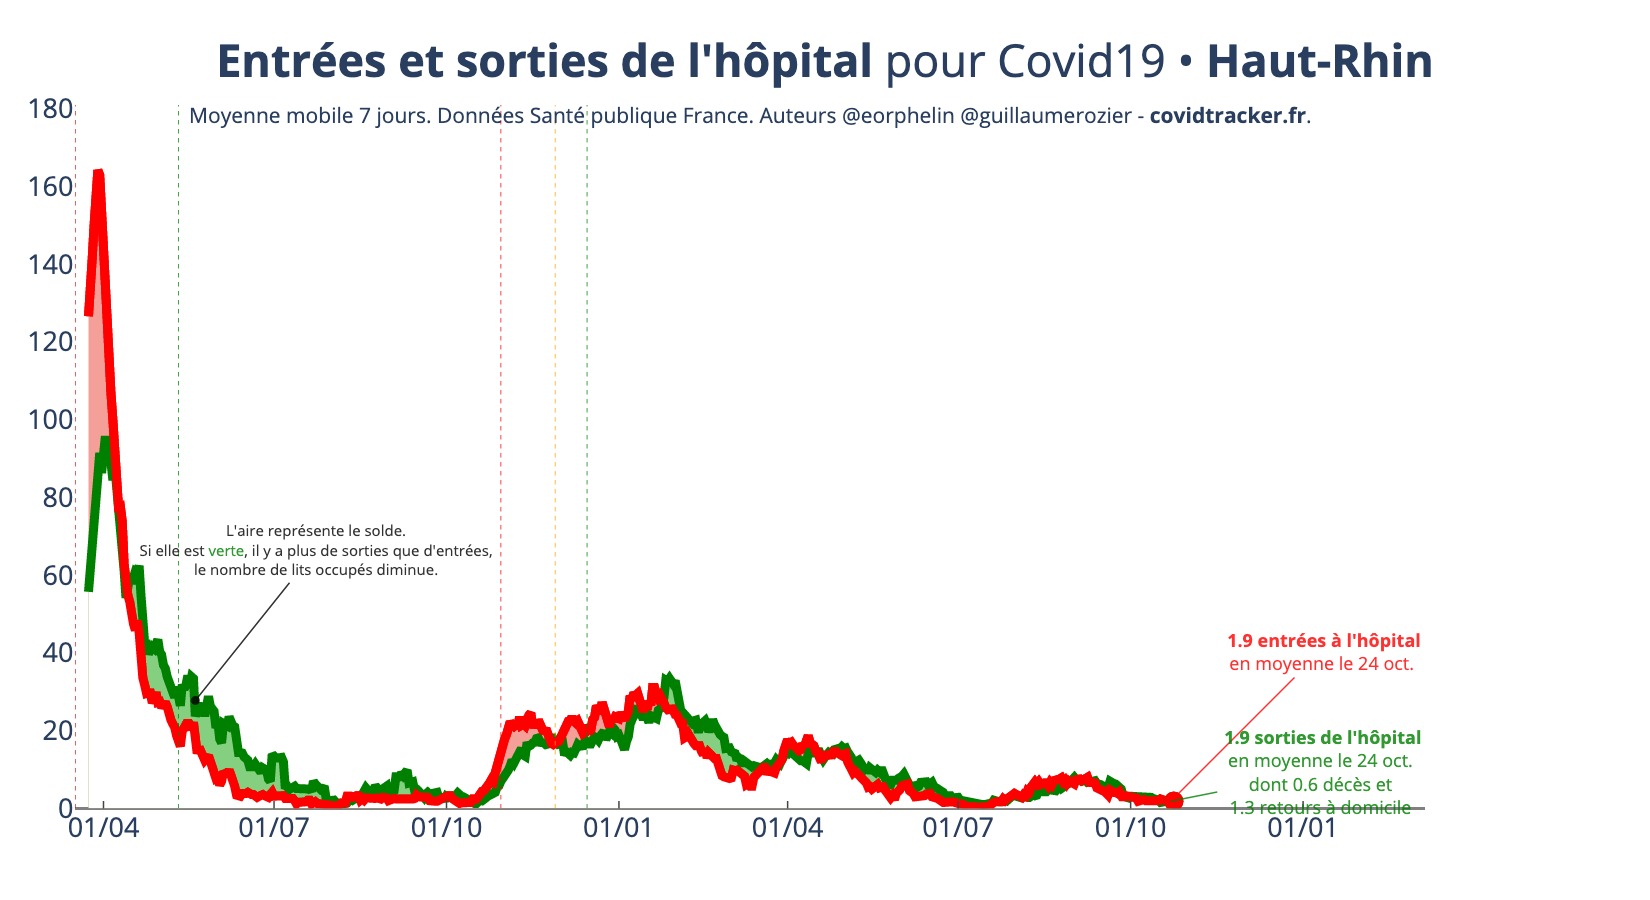 Entrées et sorties de l'hôpital pour Covid19 • Haut-Rhin
Moyenne mobile 7 jours. Données Santé publique France. Auteurs @eorphelin @guillaumerozier - covidtracker.fr.
180
160
140
120
100
80
60
40
20
0
L'aire représente le solde.
Si elle est verte, il y a plus de sorties que d'entrées,
le nombre de lits occupés diminue.
1.9 entrées à l'hôpital
en moyenne le 24 oct.
1.9 sorties de l'hôpital
en moyenne le 24 oct.
dont 0.6 décès et
1.3 retours à domicile
01/04 01/07 01/10 01/01 01/04 01/07 01/10 01/01